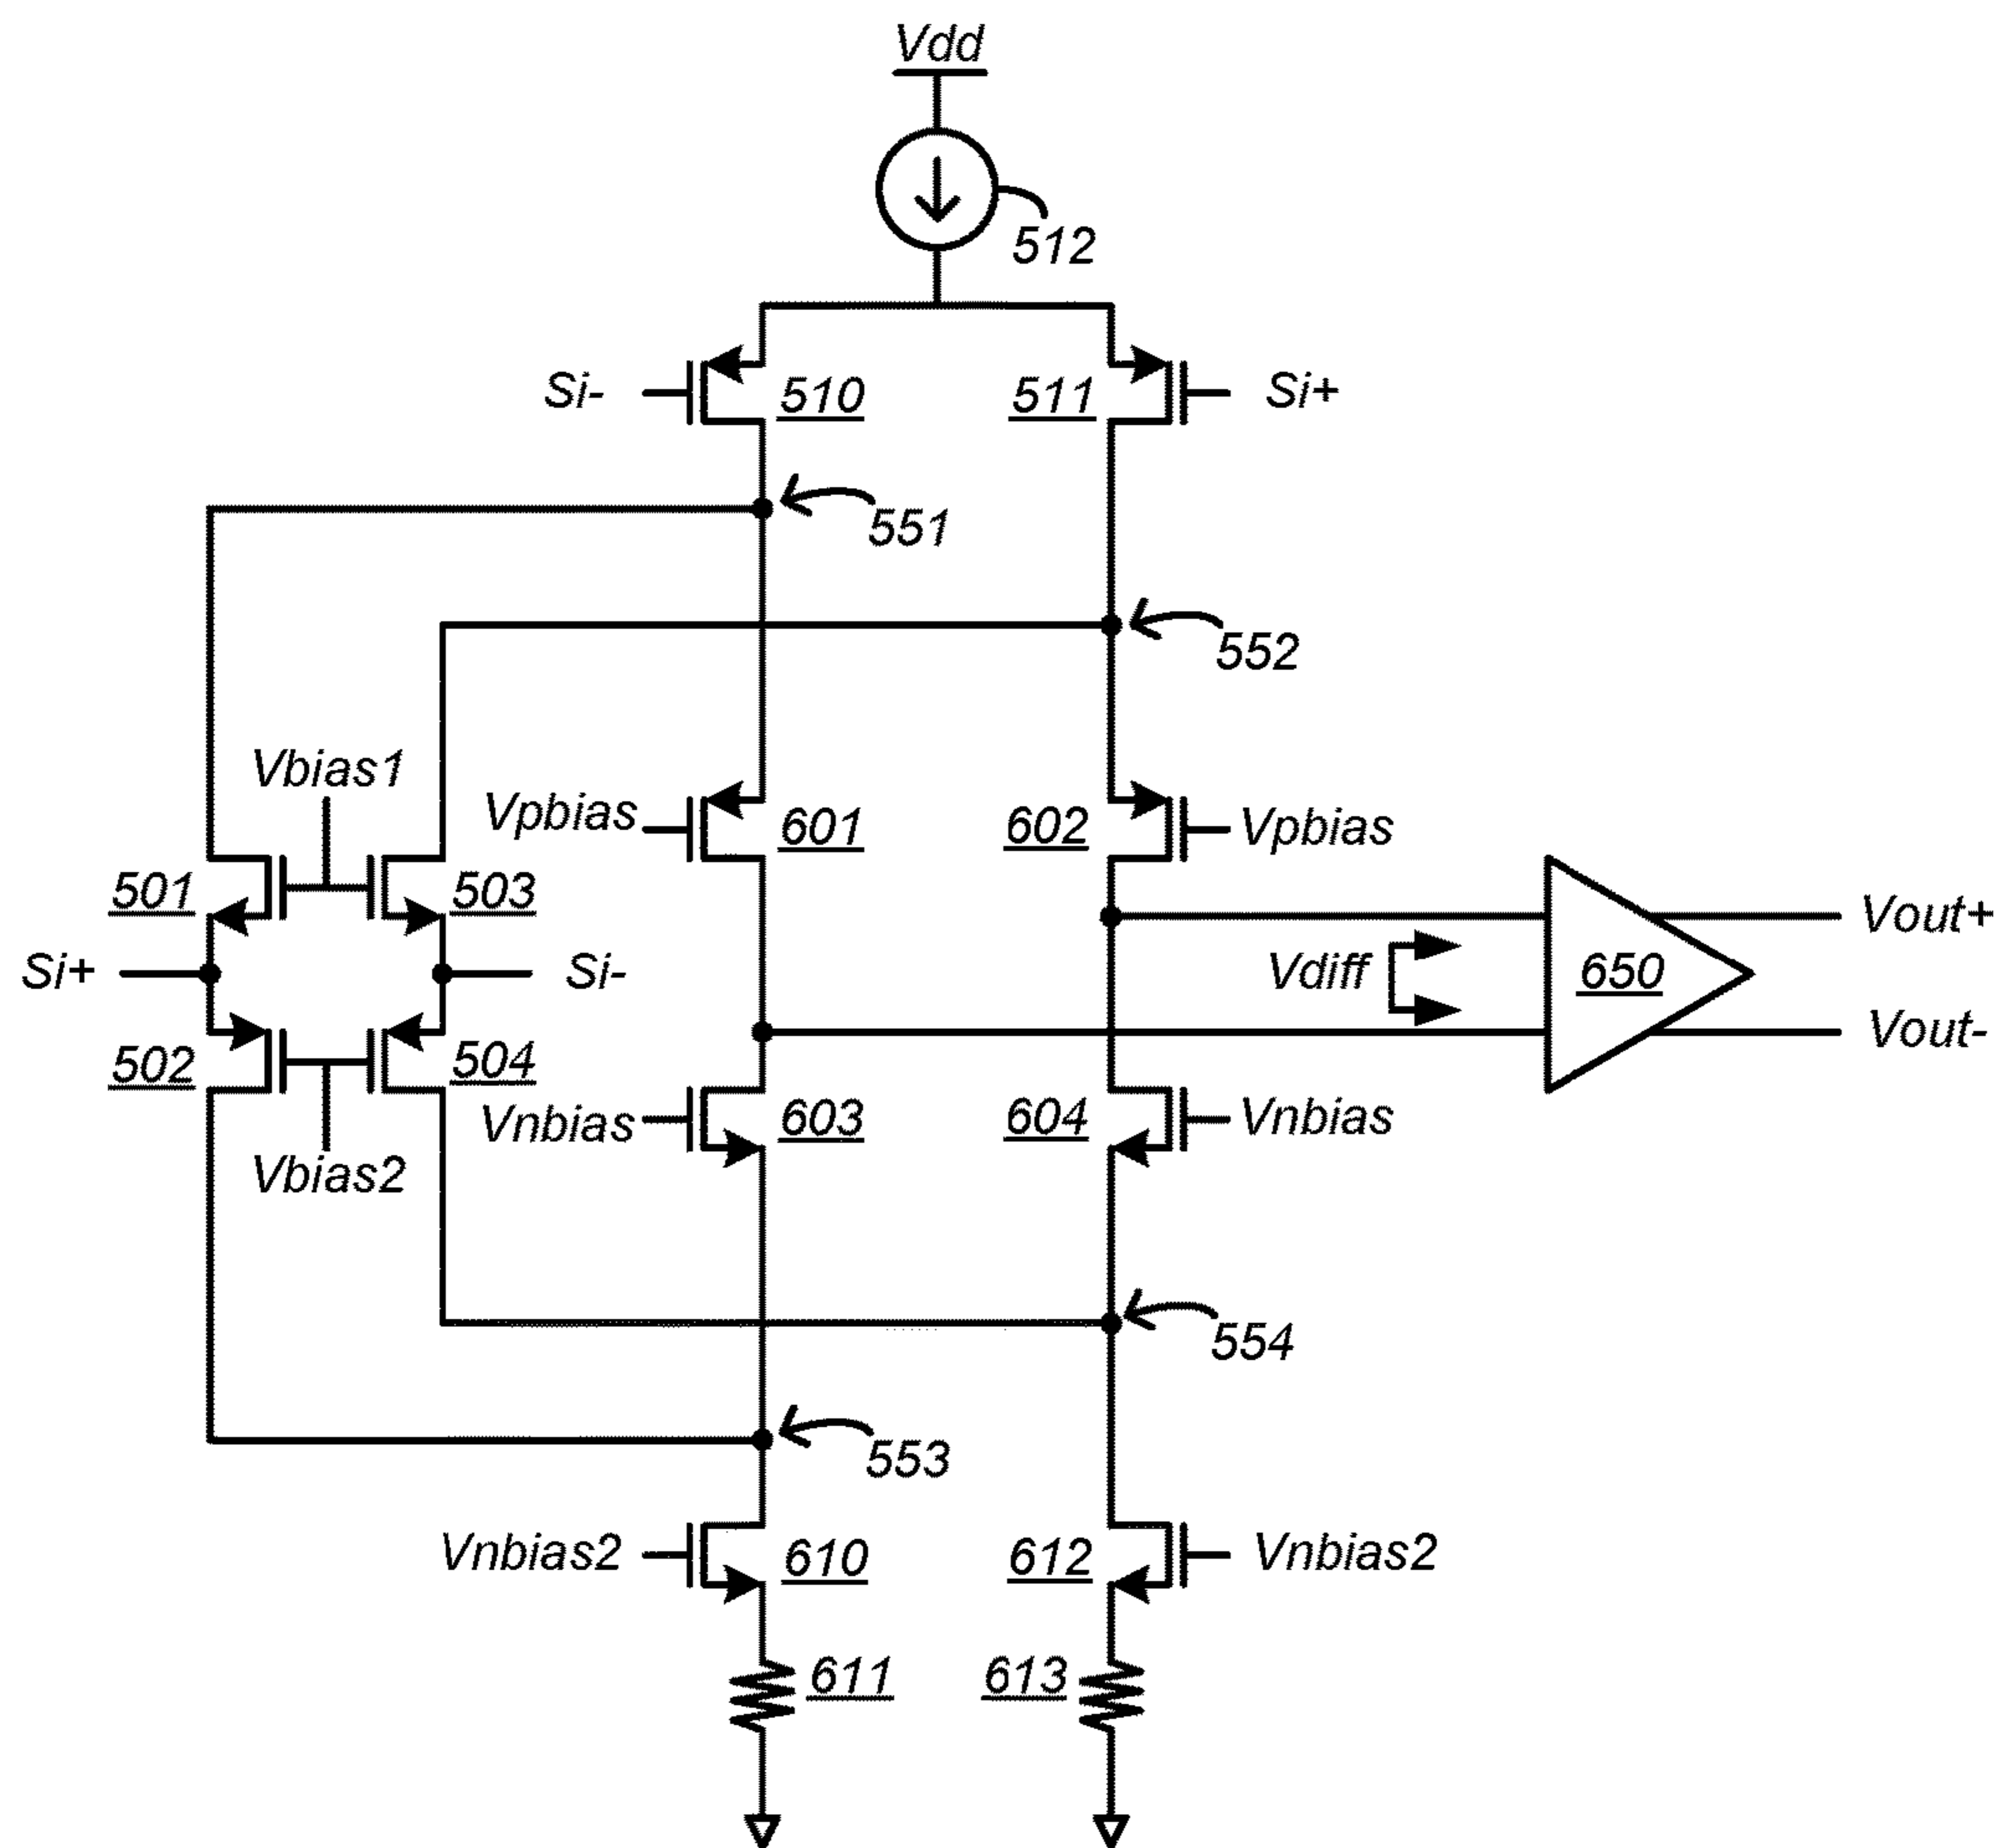 Vdd
512
Si-
510
511
Si+
551
552
Vbias1
Vpbias
601
602
Vpbias
501
503
Vout+
Si+
Si-
Vdiff
650
Vout-
502
504
Vnbias
603
604
Vnbias
Vbias2
554
553
Vnbias2
610
612
Vnbias2
611
613